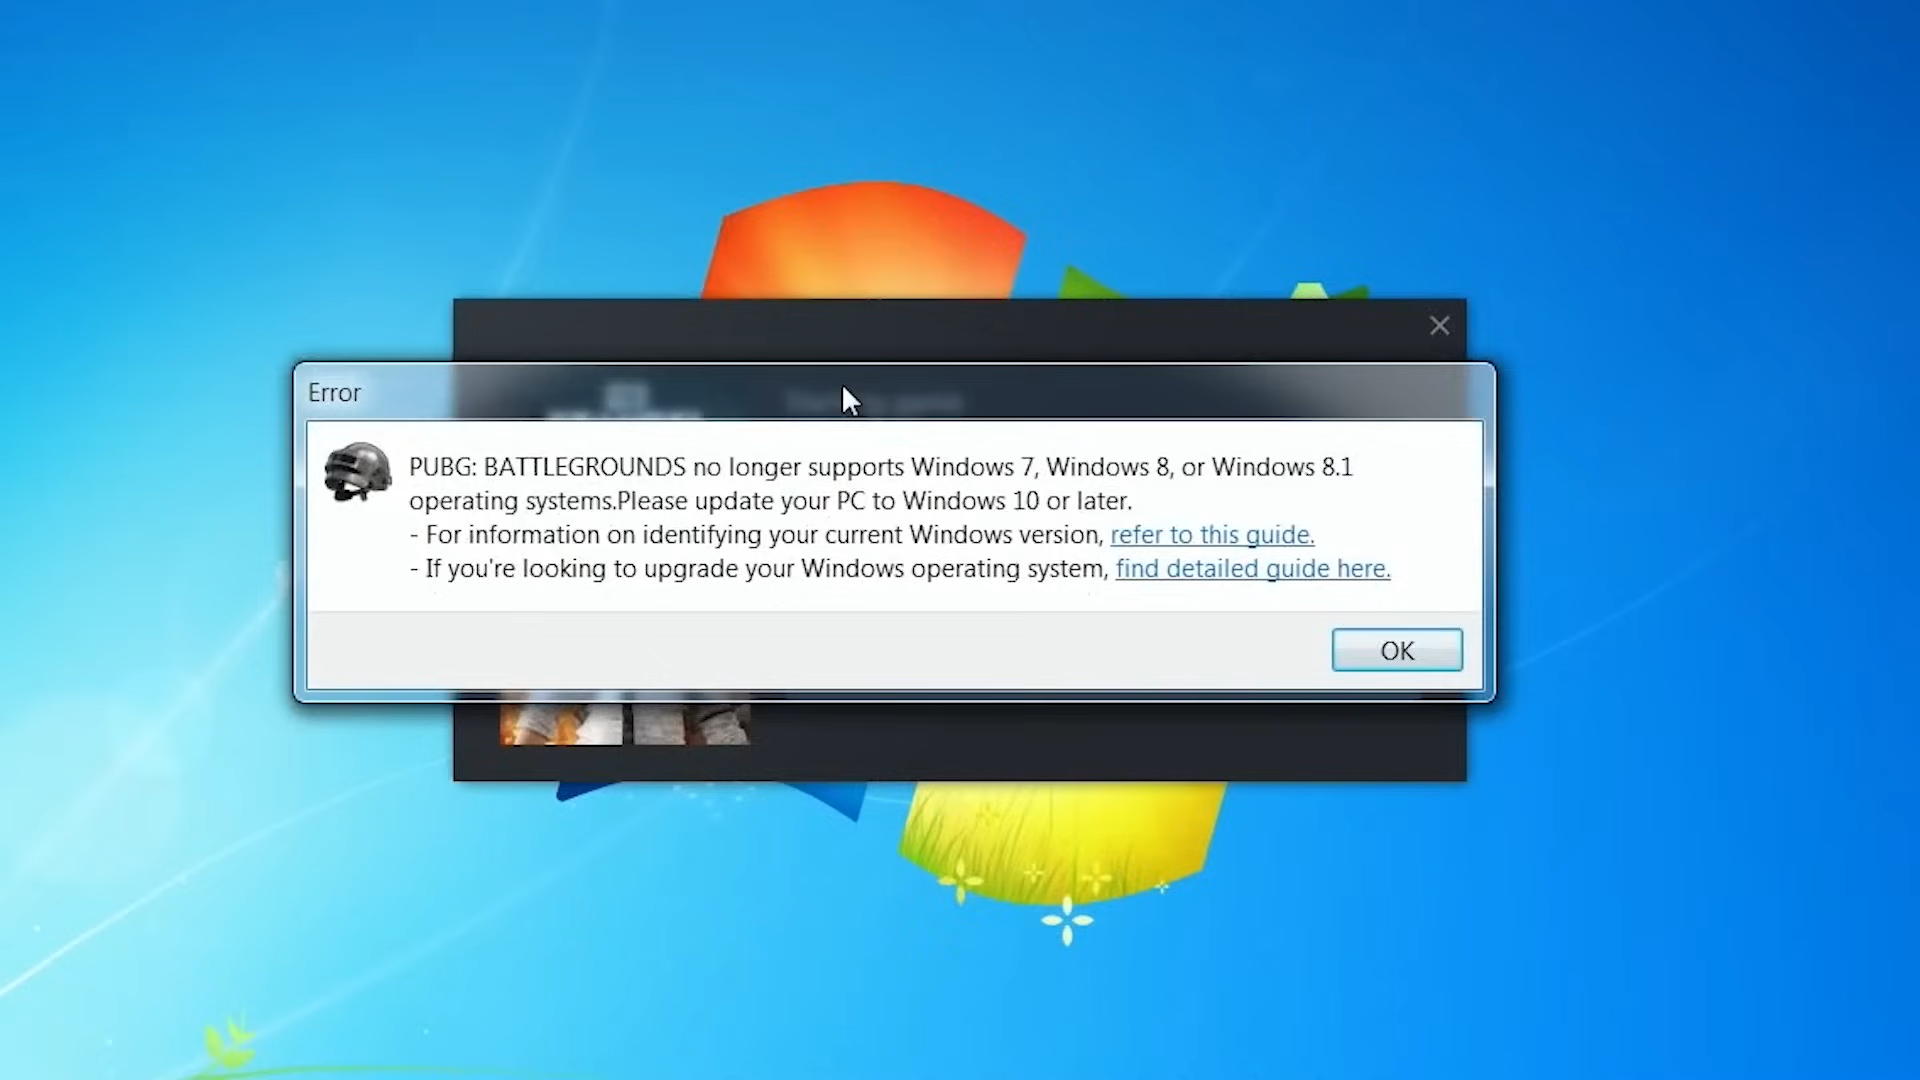 Error
PUBG: BATTLEGROUNDS no longer supports Windows 7, Windows 8, or Windows 8.1
operating systems.Please update your PC to Windows 10 or later.
- For information on identifying your current Windows version, refer to this guide.
- If you're looking to upgrade your Windows operating system, find detailed guide here.
OK